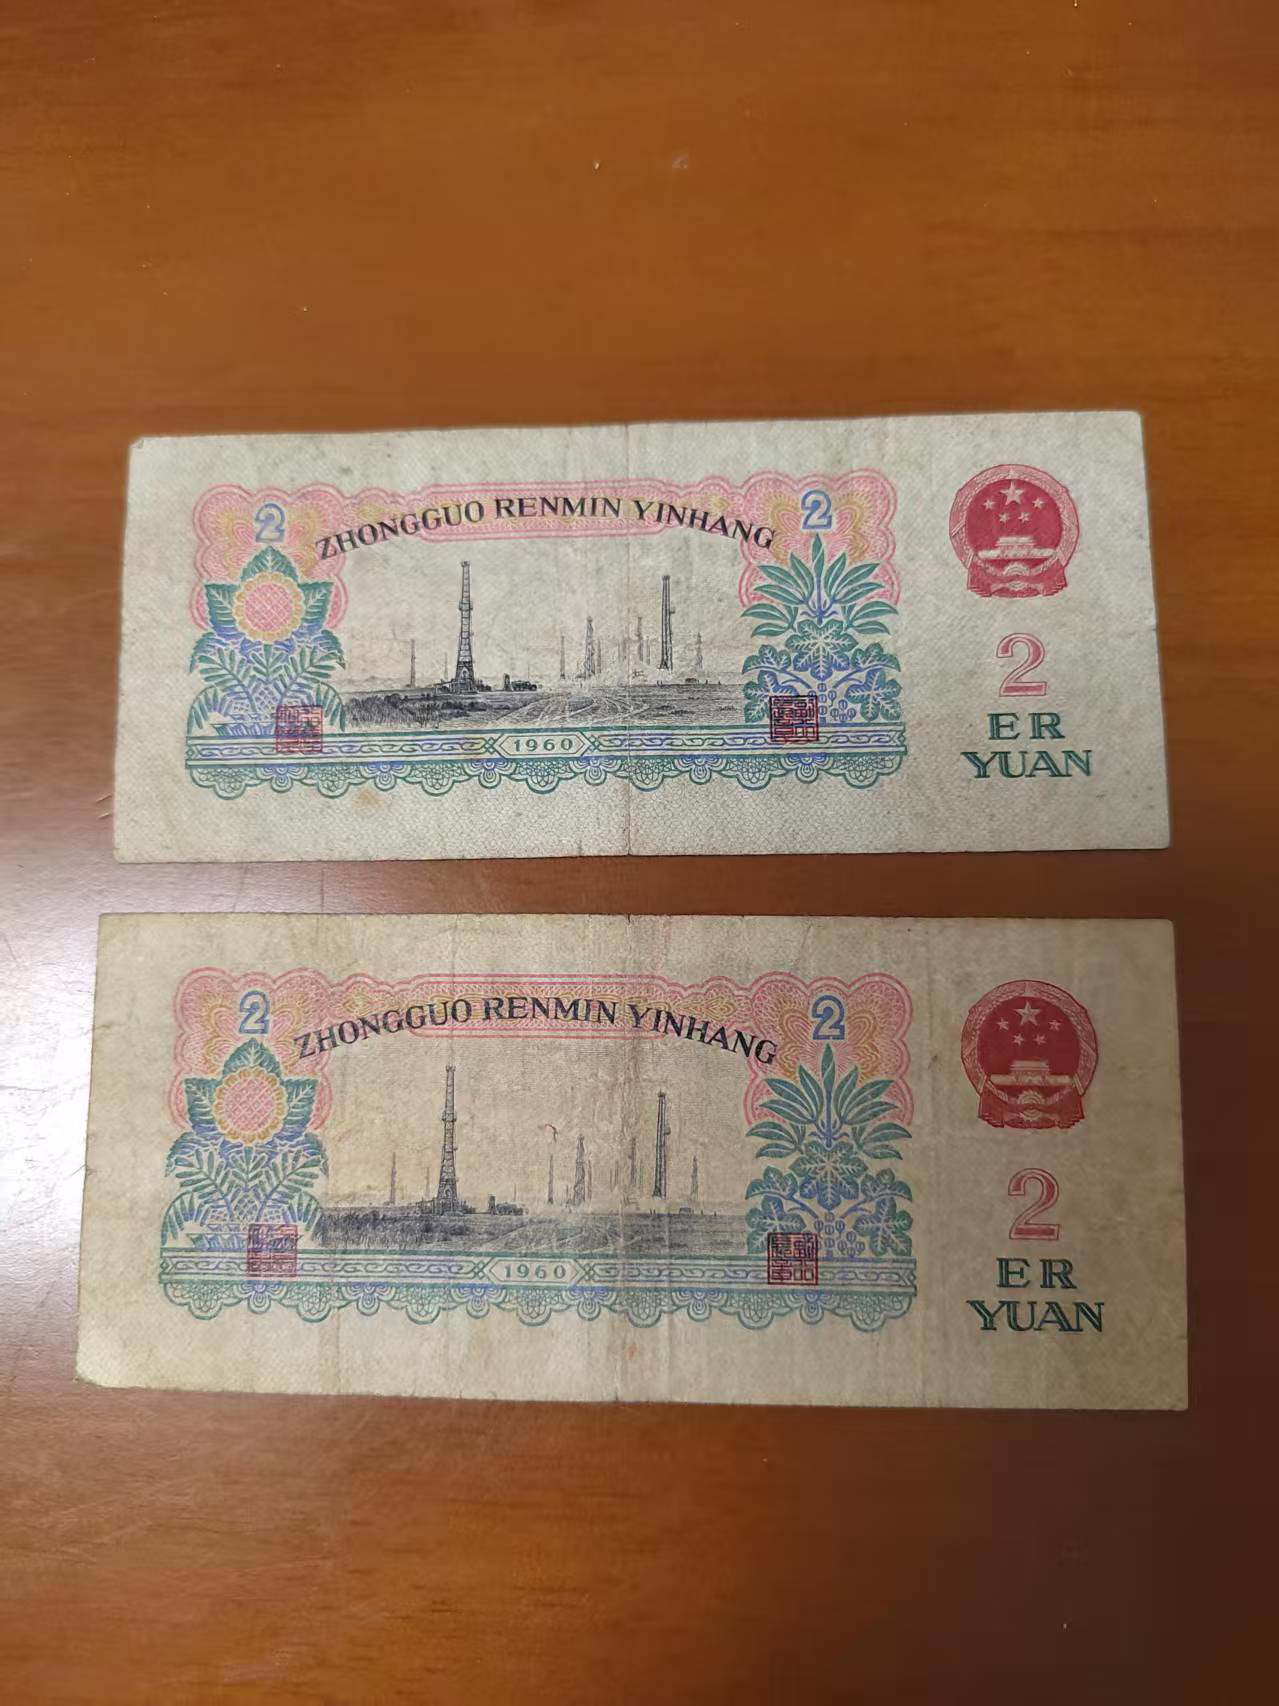 2 2
ZHONGGUO RENMIN YINHANG
2
ER
1960
YUAN
2 2
ZHONGGUO RENMIN YINHANG
2
ER
1960
YUAN